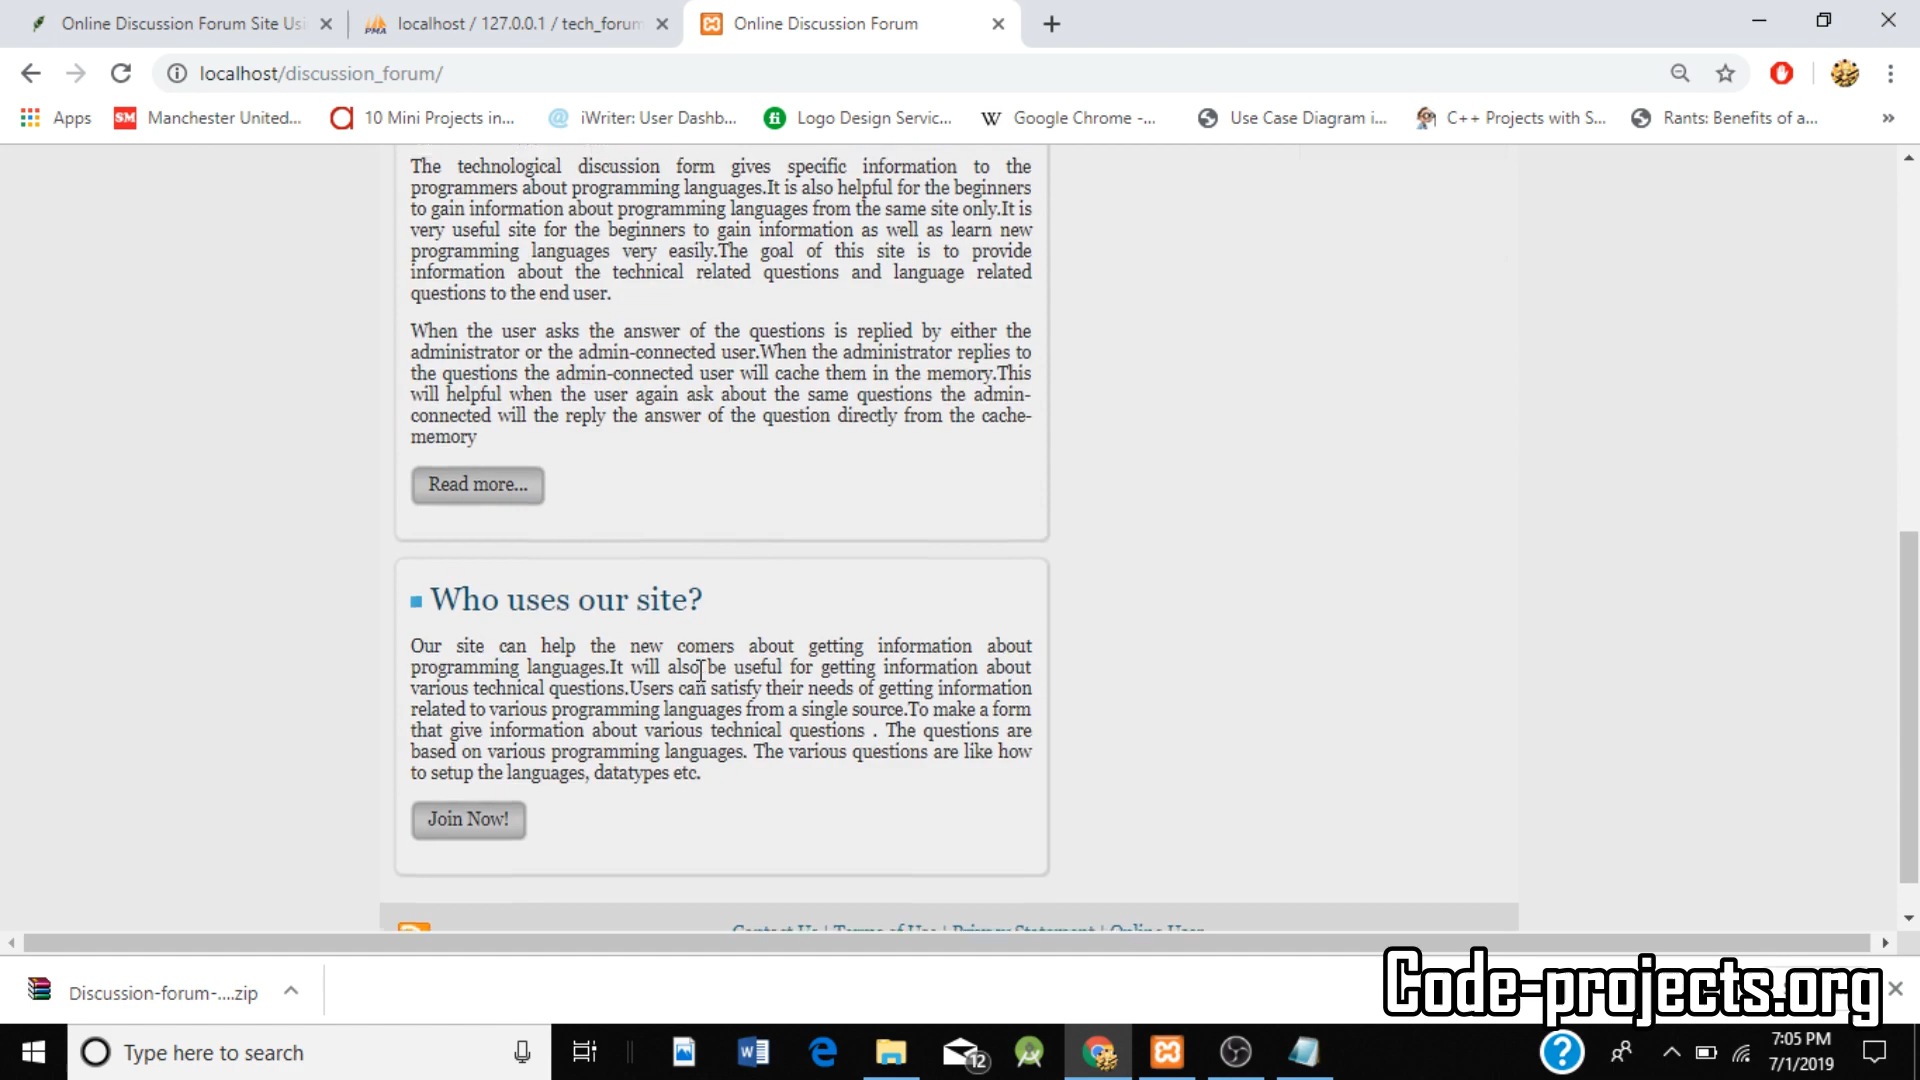 Online Discussion Forum Site Usi
localhost / 127.0.0.1 / tech_forum
Online Discussion Forum
localhost/discussion_forum/
Apps
SM
Manchester United...
10 Mini Projects in...
iWriter: User Dashb...
fi
Logo Design Servic...
W
Google Chrome -...
Use Case Diagram i...
C++ Projects with S...
Rants: Benefits of a...
»
The technological discussion form gives specific information to the
programmers about programming languages.It is also helpful for the beginners
to gain information about programming languages from the same site only.It is
very useful site for the beginners to gain information as well as learn new
programming languages very easily.The goal of this site is to provide
information about the technical related questions and language related
questions to the end user.
When the user asks the answer of the questions is replied by either the
administrator or the admin-connected user.When the administrator replies to
the questions the admin-connected user will cache them in the memory.This
will helpful when the user again ask about the same questions the admin-
connected will the reply the answer of the question directly from the cache-
memory
Read more...
Who uses our site?
Our site can help the new comers about getting information about
programming languages.It will also be useful for getting information about
various technical questions.Users can satisfy their needs of getting information
related to various programming languages from a single source.To make a form
that give information about various technical questions . The questions are
based on various programming languages. The various questions are like how
to setup the languages, datatypes etc.
Join Now!
Contact Us | Terms of Use | Privacy Statement | Online User
Discussion-forum-....zip
Code-projects.org
Type here to search
12
7:05 PM
7/1/2019